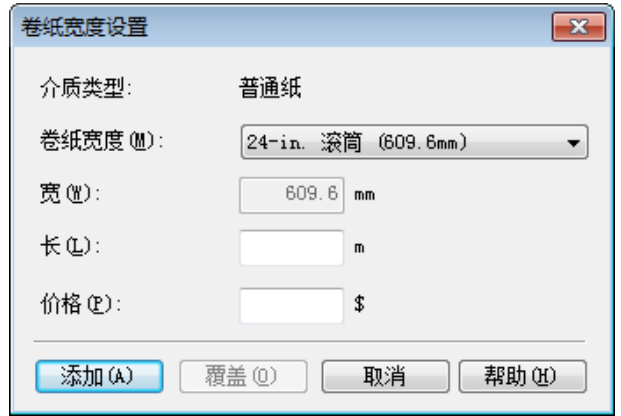 卷纸宽度设置
介质类型: 普通纸
卷纸宽度(M): 24-in. 滚筒 (609.6mm)
宽(W): 609.6 mm
长(L): m
价格(P): $
添加(A) 覆盖(O) 取消 帮助(H)